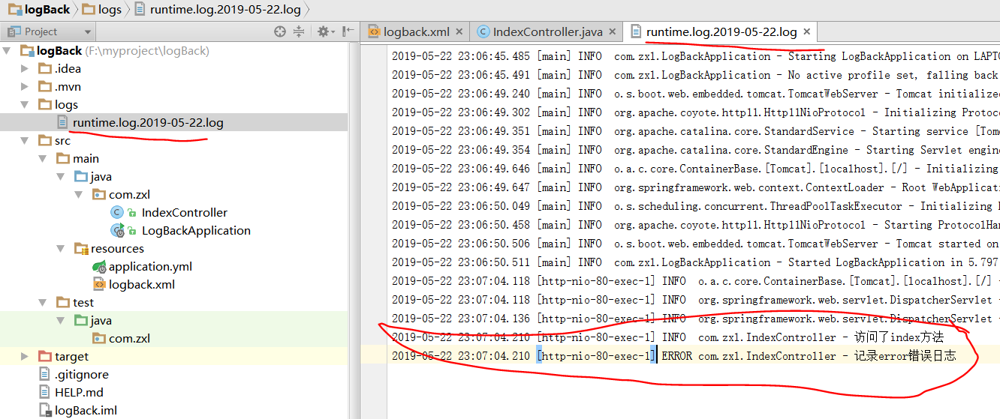 logBack logs runtime.log.2019-05-22.log
Project
logBack (F:\myproject\logBack)
.idea
.mvn
logs
runtime.log.2019-05-22.log
src
main
java
com.zxl
IndexController
LogBackApplication
resources
application.yml
logback.xml
test
java
com.zxl
target
.gitignore
HELP.md
logBack.iml
logback.xml IndexController.java runtime.log.2019-05-22.log
2019-05-22 23:06:45.485 [main] INFO com.zxl.LogBackApplication - Starting LogBackApplication on LAPTO
2019-05-22 23:06:45.491 [main] INFO com.zxl.LogBackApplication - No active profile set, falling back
2019-05-22 23:06:49.240 [main] INFO o.s.boot.web.embedded.tomcat.TomcatWebServer - Tomcat initialized
2019-05-22 23:06:49.302 [main] INFO org.apache.coyote.http11.Http11NioProtocol - Initializing Protoc
2019-05-22 23:06:49.351 [main] INFO org.apache.catalina.core.StandardService - Starting service [Tom
2019-05-22 23:06:49.354 [main] INFO org.apache.catalina.core.StandardEngine - Starting Servlet engin
2019-05-22 23:06:49.646 [main] INFO o.a.c.core.ContainerBase.[Tomcat].[localhost].[/] - Initializing
2019-05-22 23:06:49.647 [main] INFO org.springframework.web.context.ContextLoader - Root WebApplicati
2019-05-22 23:06:50.049 [main] INFO o.s.scheduling.concurrent.ThreadPoolTaskExecutor - Initializing
2019-05-22 23:06:50.458 [main] INFO org.apache.coyote.http11.Http11NioProtocol - Starting ProtocolHan
2019-05-22 23:06:50.506 [main] INFO o.s.boot.web.embedded.tomcat.TomcatWebServer - Tomcat started on
2019-05-22 23:06:50.511 [main] INFO com.zxl.LogBackApplication - Started LogBackApplication in 5.797
2019-05-22 23:07:04.118 [http-nio-80-exec-1] INFO o.a.c.core.ContainerBase.[Tomcat].[localhost].[/] -
2019-05-22 23:07:04.118 [http-nio-80-exec-1] INFO org.springframework.web.servlet.DispatcherServlet -
2019-05-22 23:07:04.136 [http-nio-80-exec-1] INFO org.springframework.web.servlet.DispatcherServlet -
2019-05-22 23:07:04.210 [http-nio-80-exec-1] INFO com.zxl.IndexController - 访问了index方法
2019-05-22 23:07:04.210 [http-nio-80-exec-1] ERROR com.zxl.IndexController - 记录error错误日志